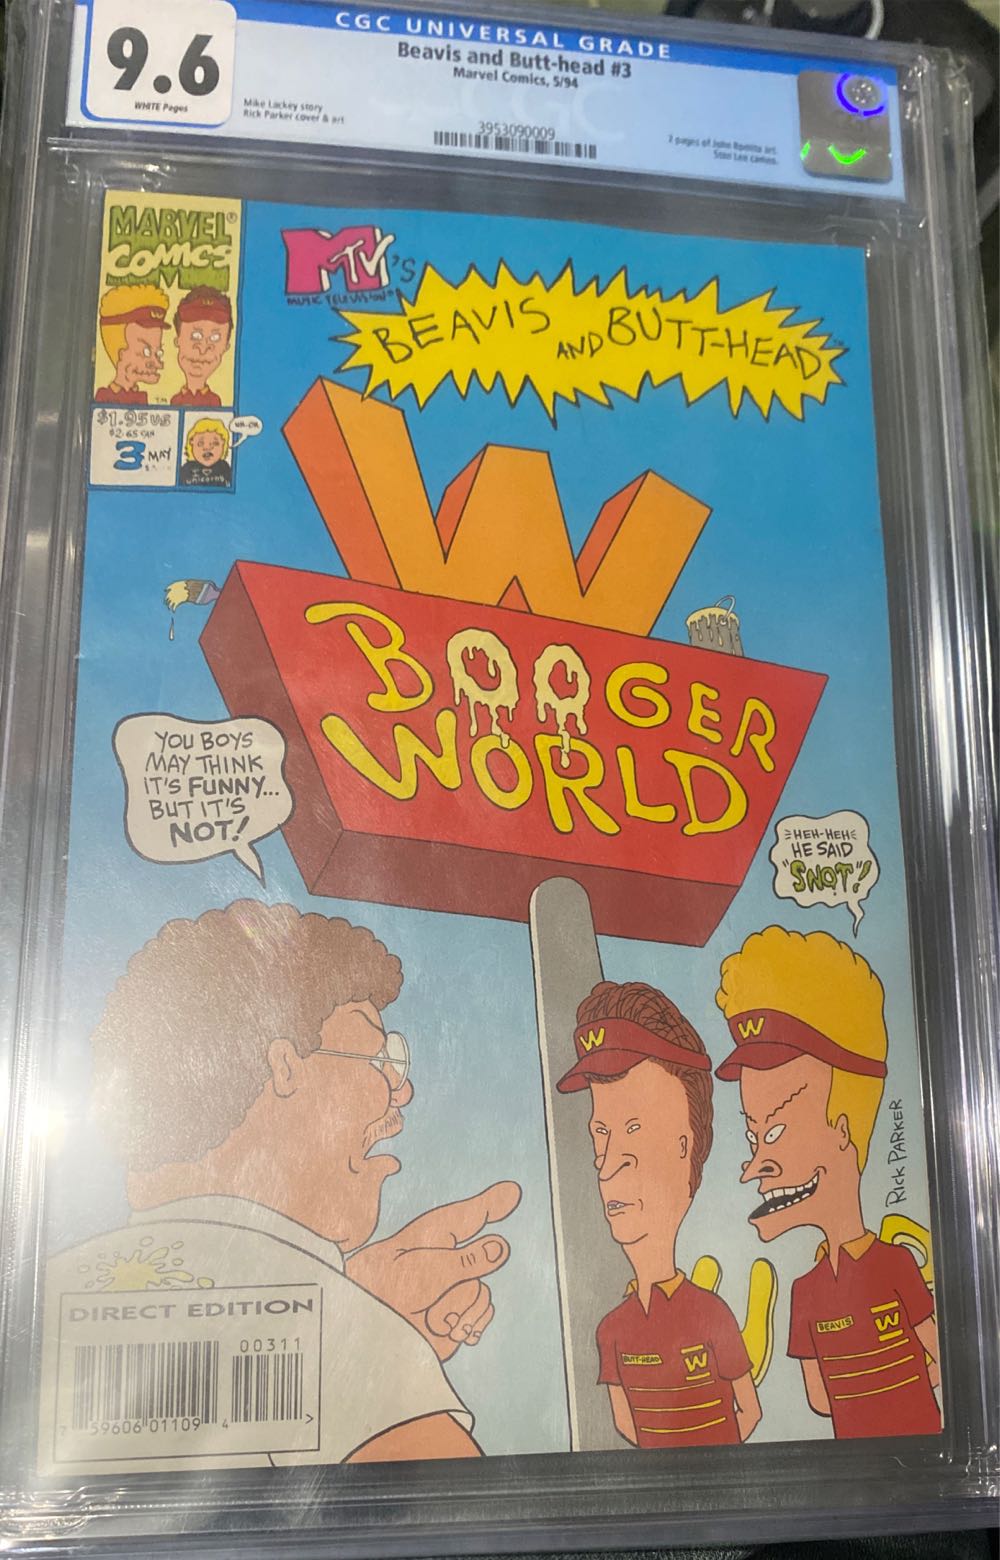 CGC UNIVERSAL GRADE
9.6
WHITE Pages
Beavis and Butt-head #3
Marvel Comics, 5/94
Mike Lackey story
Rick Parker cover & art
3953090009
2 pages of John Romita art.
Stan Lee cameo.
MARVEL®
COMICS
MTV'S
MUSIC TELEVISION®
BEAVIS
AND BUTT-HEAD
TM
$1.95 US
$2.65 CAN
3 MAY
UH-OH
I ♡
unicorns
W
BOOGER
WORLD
YOU BOYS
MAY THINK
IT'S FUNNY...
BUT IT'S
NOT!
HEH-HEH
HE SAID
"SNOT"!
W
W
RICK PARKER
BEAVIS
W
BUTT-HEAD
W
DIRECT EDITION
00311
7 59606 01109 4